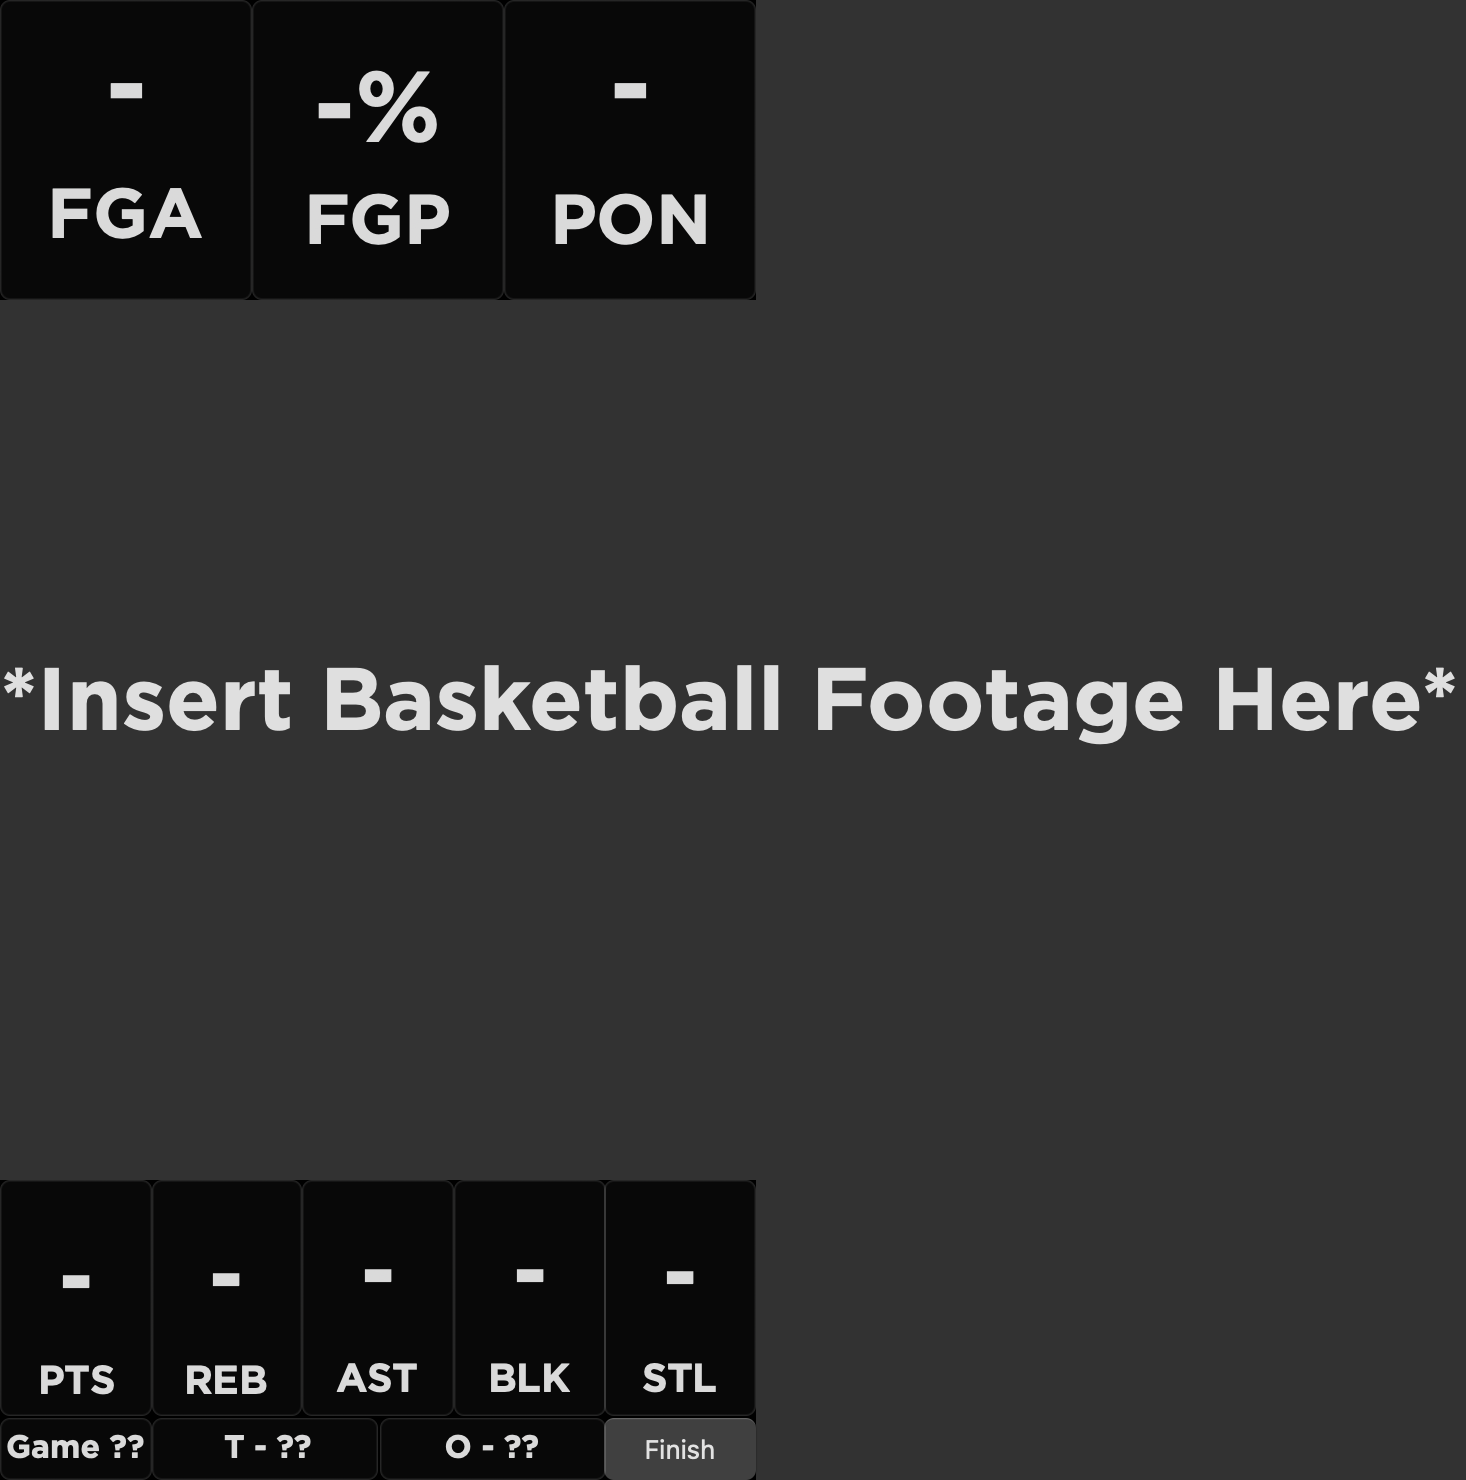 - -% -
FGA FGP PON
*Insert Basketball Footage Here*
- - - - -
PTS REB AST BLK STL
Game ?? T - ?? O - ?? Finish